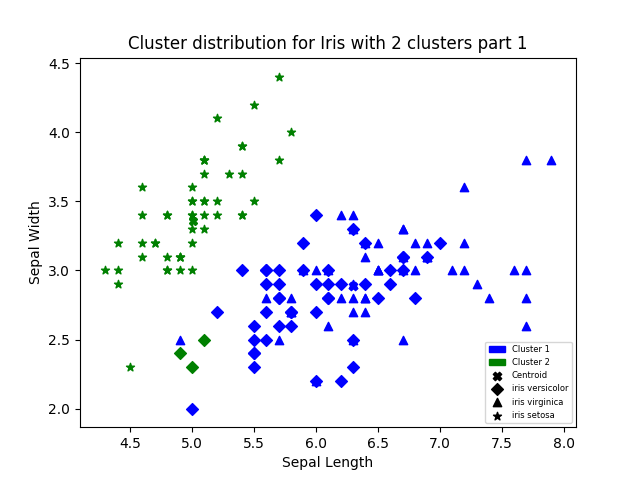 Cluster distribution for Iris with 2 clusters part 1
4.5
4.0
3.5
3.0
2.5
2.0
Sepal Width
Cluster 1
Cluster 2
Centroid
iris versicolor
iris virginica
iris setosa
4.5 5.0 5.5 6.0 6.5 7.0 7.5 8.0
Sepal Length